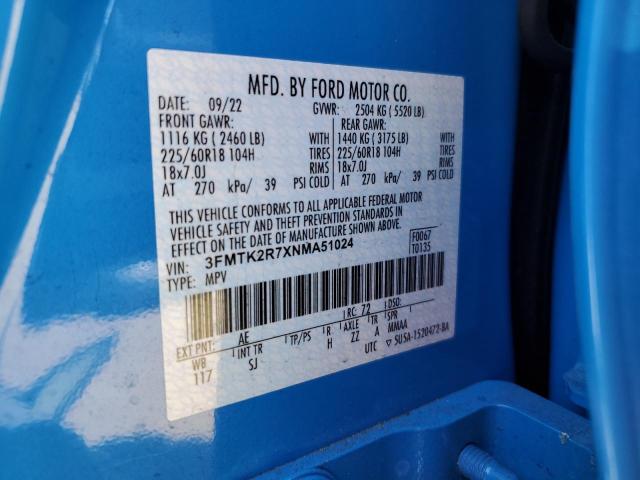 MFD. BY FORD MOTOR CO.
DATE: 09/22 GVWR: 2504 KG ( 5520 LB)
FRONT GAWR: REAR GAWR:
1116 KG ( 2460 LB) WITH 1440 KG ( 3175 LB) WITH
225/60R18 104H TIRES 225/60R18 104H TIRES
18x7.0J RIMS 18x7.0J RIMS
AT 270 kPa/ 39 PSI COLD AT 270 kPa/ 39 PSI COLD
THIS VEHICLE CONFORMS TO ALL APPLICABLE FEDERAL MOTOR
VEHICLE SAFETY AND THEFT PREVENTION STANDARDS IN
EFFECT ON THE DATE OF MANUFACTURE SHOWN ABOVE.
VIN: 3FMTK2R7XNMA51024 F0067
TYPE: MPV T0135
EXT PNT: AE RC: 72 DSO:
WB INT TR TP/PS R AXLE TR SPR
117 SJ H ZZ A MMAA
UTC 5U5A-1520472-BA